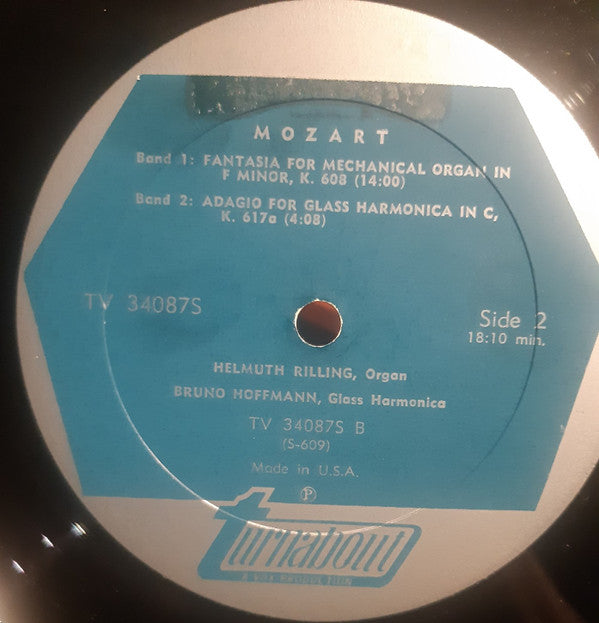 MOZART
Band 1: FANTASIA FOR MECHANICAL ORGAN IN
F MINOR, K. 608 (14:00)
Band 2: ADAGIO FOR GLASS HARMONICA IN C,
K. 617a (4:08)
TV 34087S
Side 2
18:10 min.
HELMUTH RILLING, Organ
BRUNO HOFFMANN, Glass Harmonica
TV 34087S B
(S-609)
Made in U.S.A.
Ⓟ
Turnabout
A VOX PRODUCTION